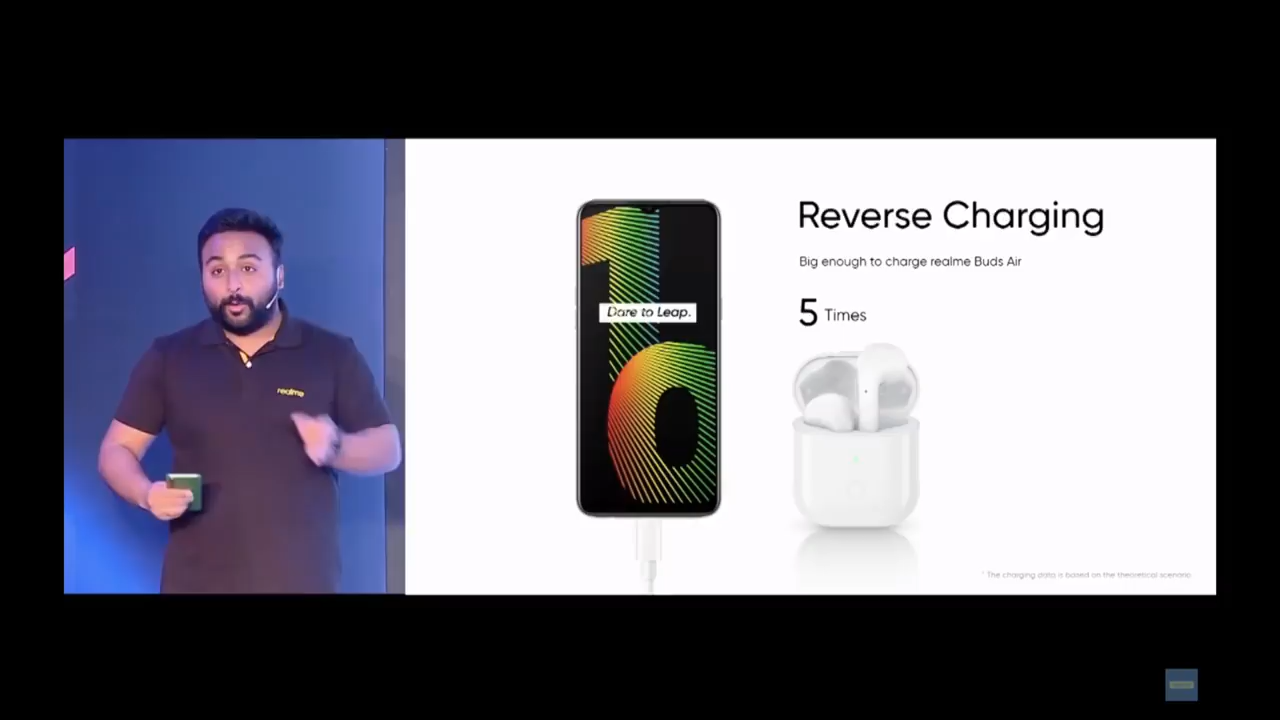 realme
Dare to Leap.
Reverse Charging
Big enough to charge realme Buds Air
5 Times
* The charging data is based on the theoretical scenario.